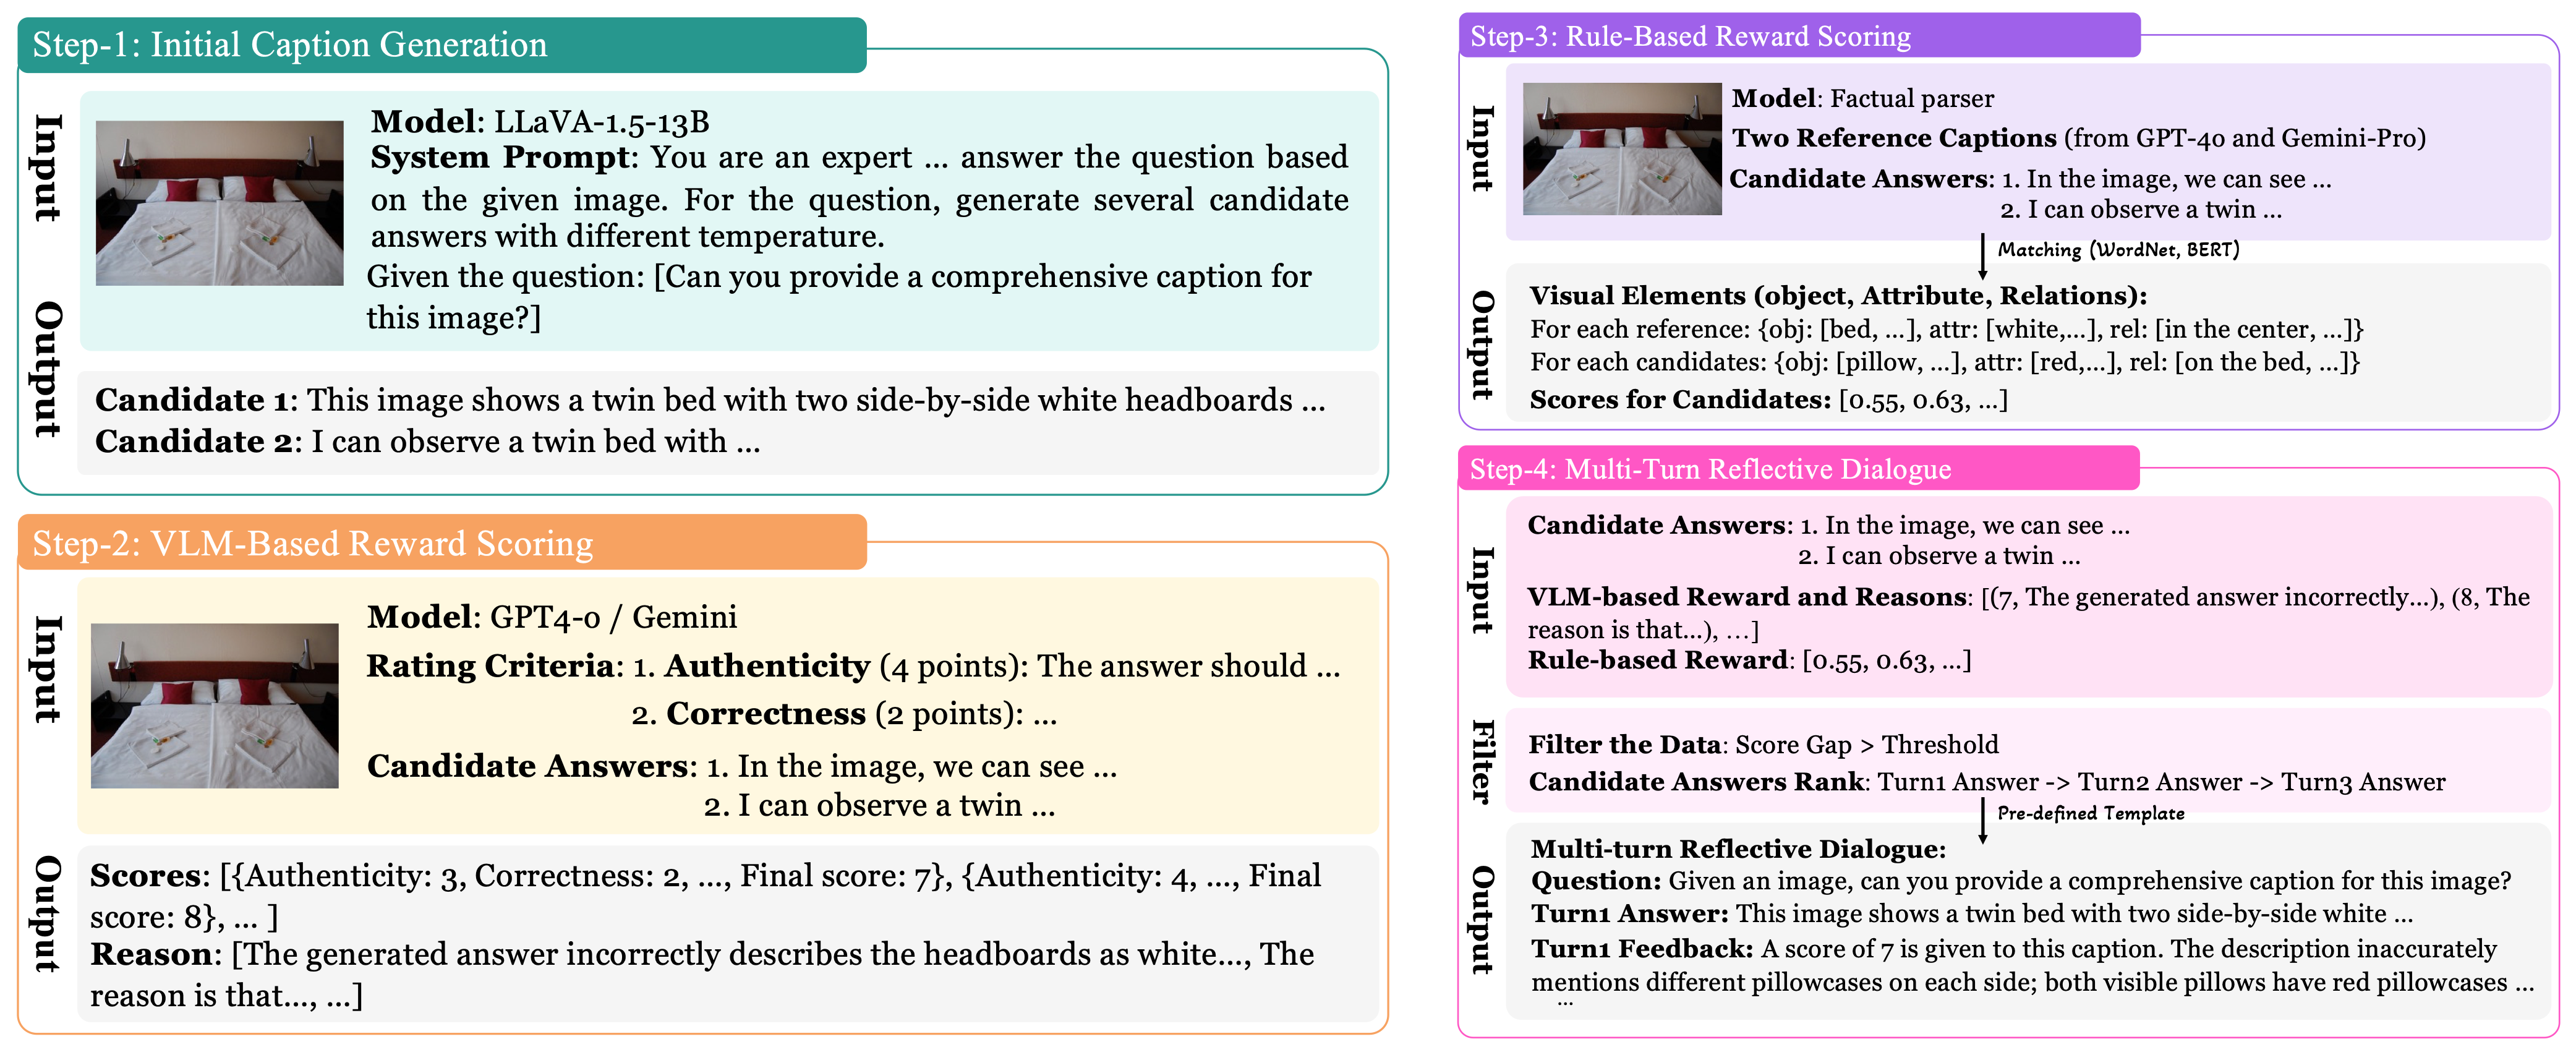 Step-1: Initial Caption Generation
Input
Model: LLaVA-1.5-13B
System Prompt: You are an expert ... answer the question based
on the given image. For the question, generate several candidate
answers with different temperature.
Given the question: [Can you provide a comprehensive caption for
this image?]
Output
Candidate 1: This image shows a twin bed with two side-by-side white headboards ...
Candidate 2: I can observe a twin bed with ...
Step-2: VLM-Based Reward Scoring
Input
Model: GPT4-o / Gemini
Rating Criteria: 1. Authenticity (4 points): The answer should ...
2. Correctness (2 points): ...
Candidate Answers: 1. In the image, we can see ...
2. I can observe a twin ...
Output
Scores: [{Authenticity: 3, Correctness: 2, ..., Final score: 7}, {Authenticity: 4, ..., Final
score: 8}, ... ]
Reason: [The generated answer incorrectly describes the headboards as white..., The
reason is that..., ...]
Step-3: Rule-Based Reward Scoring
Input
Model: Factual parser
Two Reference Captions (from GPT-4o and Gemini-Pro)
Candidate Answers: 1. In the image, we can see ...
2. I can observe a twin ...
Matching (WordNet, BERT)
Output
Visual Elements (object, Attribute, Relations):
For each reference: {obj: [bed, ...], attr: [white,...], rel: [in the center, ...]}
For each candidates: {obj: [pillow, ...], attr: [red,...], rel: [on the bed, ...]}
Scores for Candidates: [0.55, 0.63, ...]
Step-4: Multi-Turn Reflective Dialogue
Input
Candidate Answers: 1. In the image, we can see ...
2. I can observe a twin ...
VLM-based Reward and Reasons: [(7, The generated answer incorrectly...), (8, The
reason is that...), ...]
Rule-based Reward: [0.55, 0.63, ...]
Filter
Filter the Data: Score Gap > Threshold
Candidate Answers Rank: Turn1 Answer -> Turn2 Answer -> Turn3 Answer
Pre-defined Template
Output
Multi-turn Reflective Dialogue:
Question: Given an image, can you provide a comprehensive caption for this image?
Turn1 Answer: This image shows a twin bed with two side-by-side white ...
Turn1 Feedback: A score of 7 is given to this caption. The description inaccurately
mentions different pillowcases on each side; both visible pillows have red pillowcases ...
...